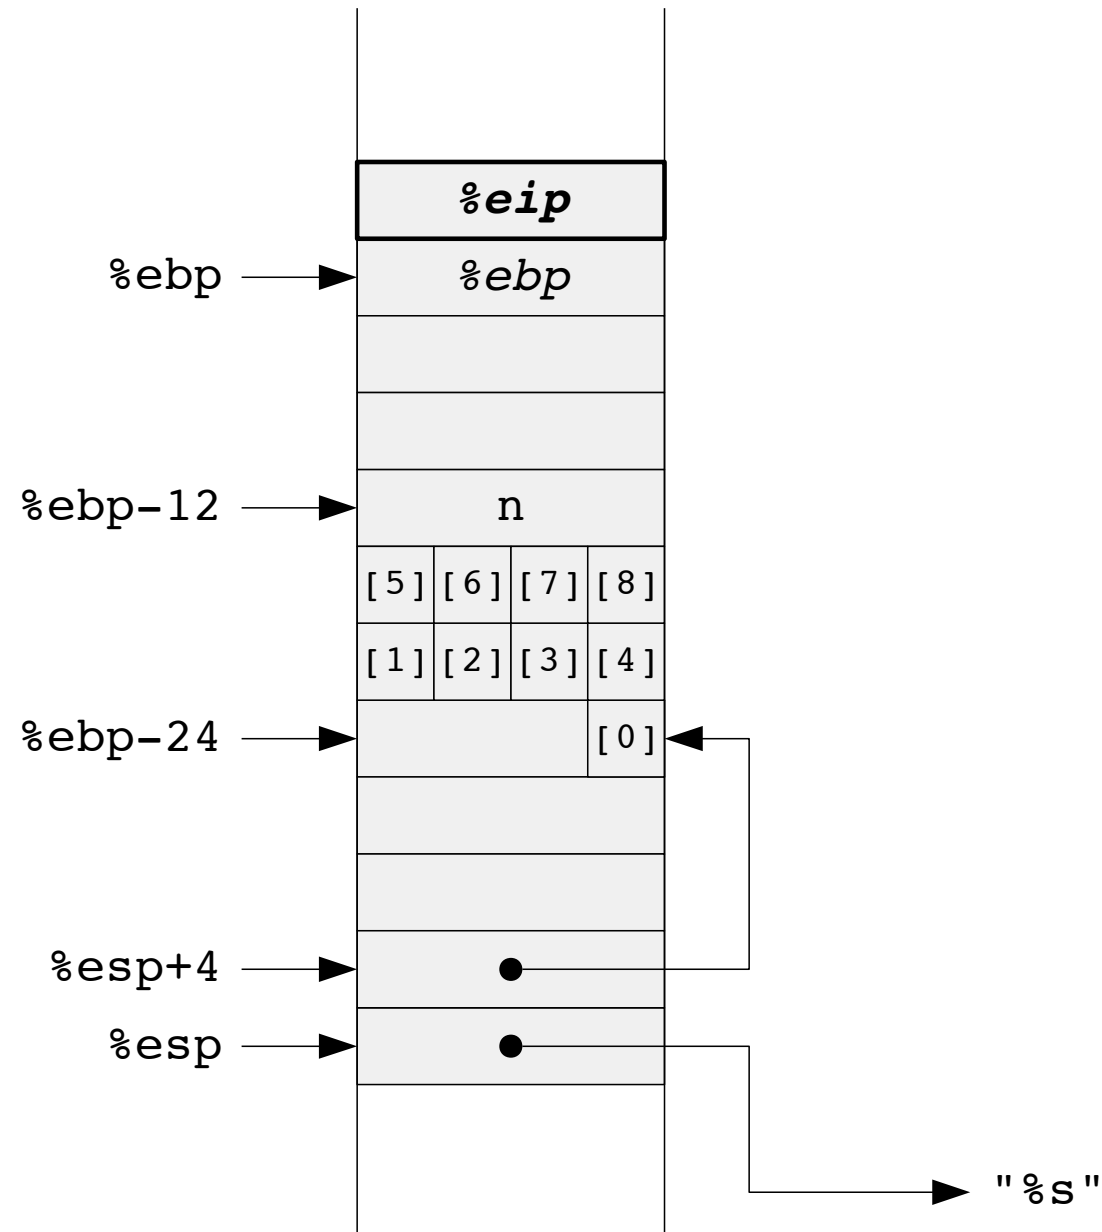 %eip
%ebp %ebp
%ebp-12 n
[5] [6] [7] [8]
[1] [2] [3] [4]
%ebp-24 [0]
%esp+4
%esp
"%s"